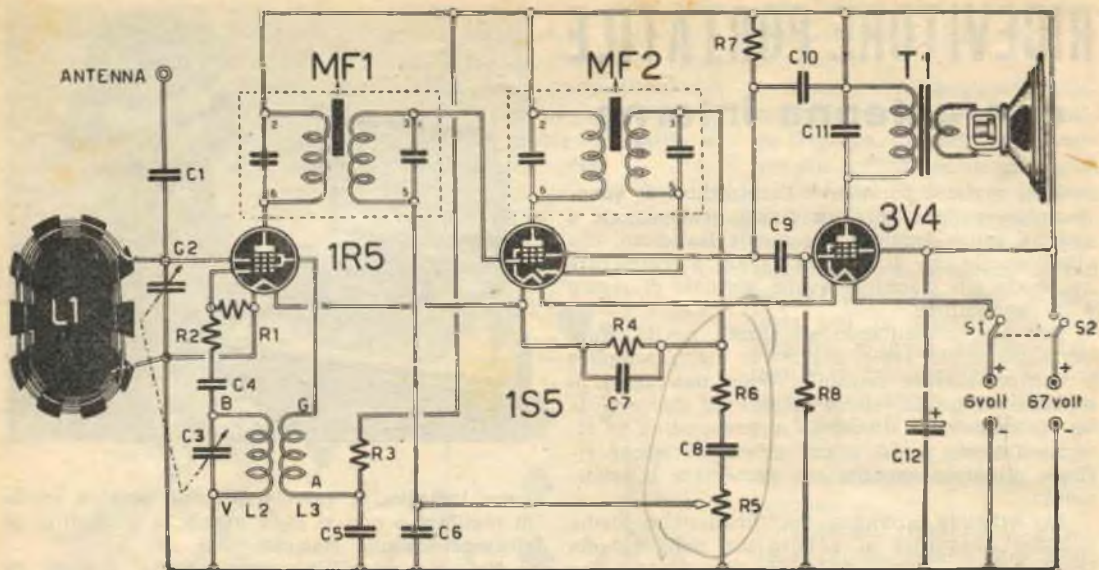 ANTENNA
C1
C2
L1
MF1
2
6
3
5
1R5
R2
R1
C4
B
G
C3
V
L2
L3
A
R3
C5
C6
MF2
2
1S5
R4
C7
R6
C8
R5
R7
C10
C11
C9
T1
3V4
R8
C12
S1
S2
+
6volt
-
+
67volt
-
+